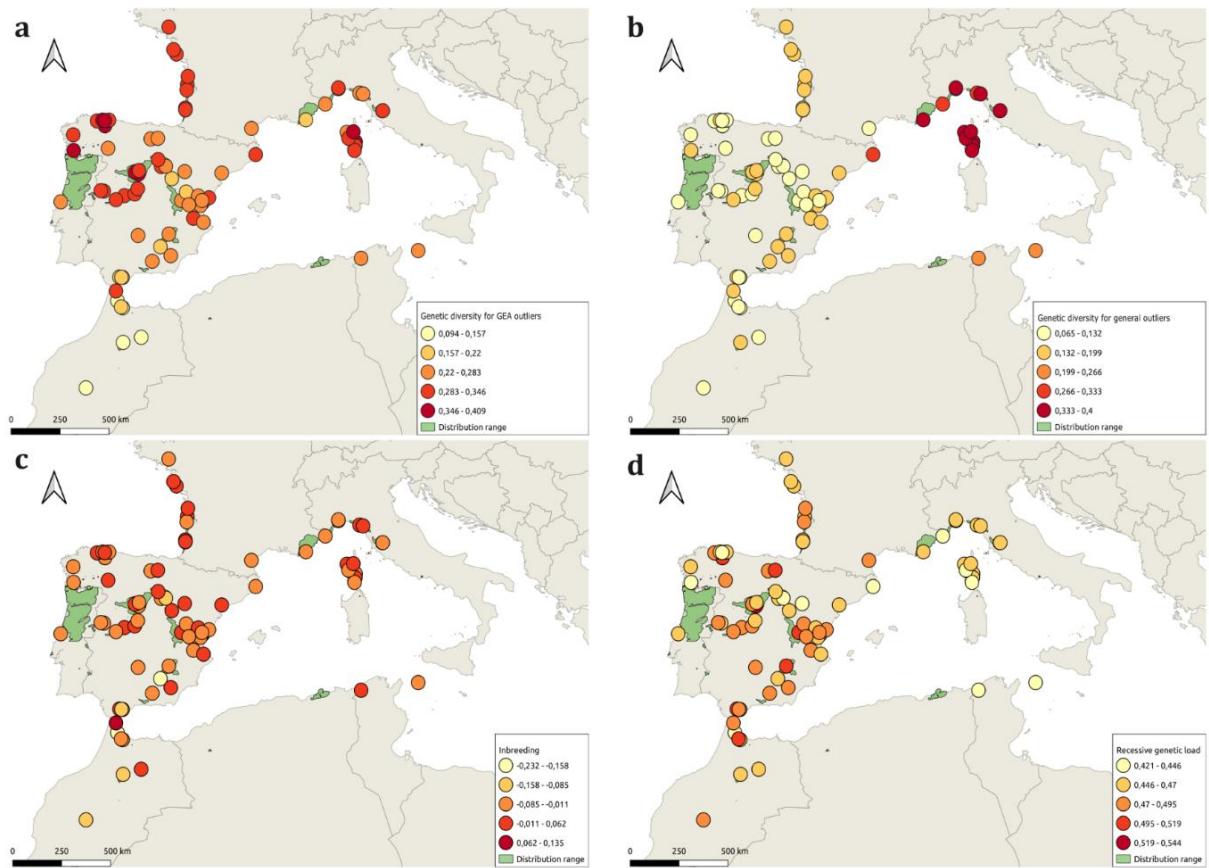 a
Genetic diversity for GEA outliers
0,094 - 0,157
0,157 - 0,22
0,22 - 0,283
0,283 - 0,346
0,346 - 0,409
Distribution range
0 250 500 km
b
Genetic diversity for general outliers
0,065 - 0,132
0,132 - 0,199
0,199 - 0,266
0,266 - 0,333
0,333 - 0,4
Distribution range
0 250 500 km
c
Inbreeding
-0,232 - -0,158
-0,158 - -0,085
-0,085 - -0,011
-0,011 - 0,062
0,062 - 0,135
Distribution range
0 250 500 km
d
Recessive genetic load
0,421 - 0,446
0,446 - 0,47
0,47 - 0,495
0,495 - 0,519
0,519 - 0,544
Distribution range
0 250 500 km